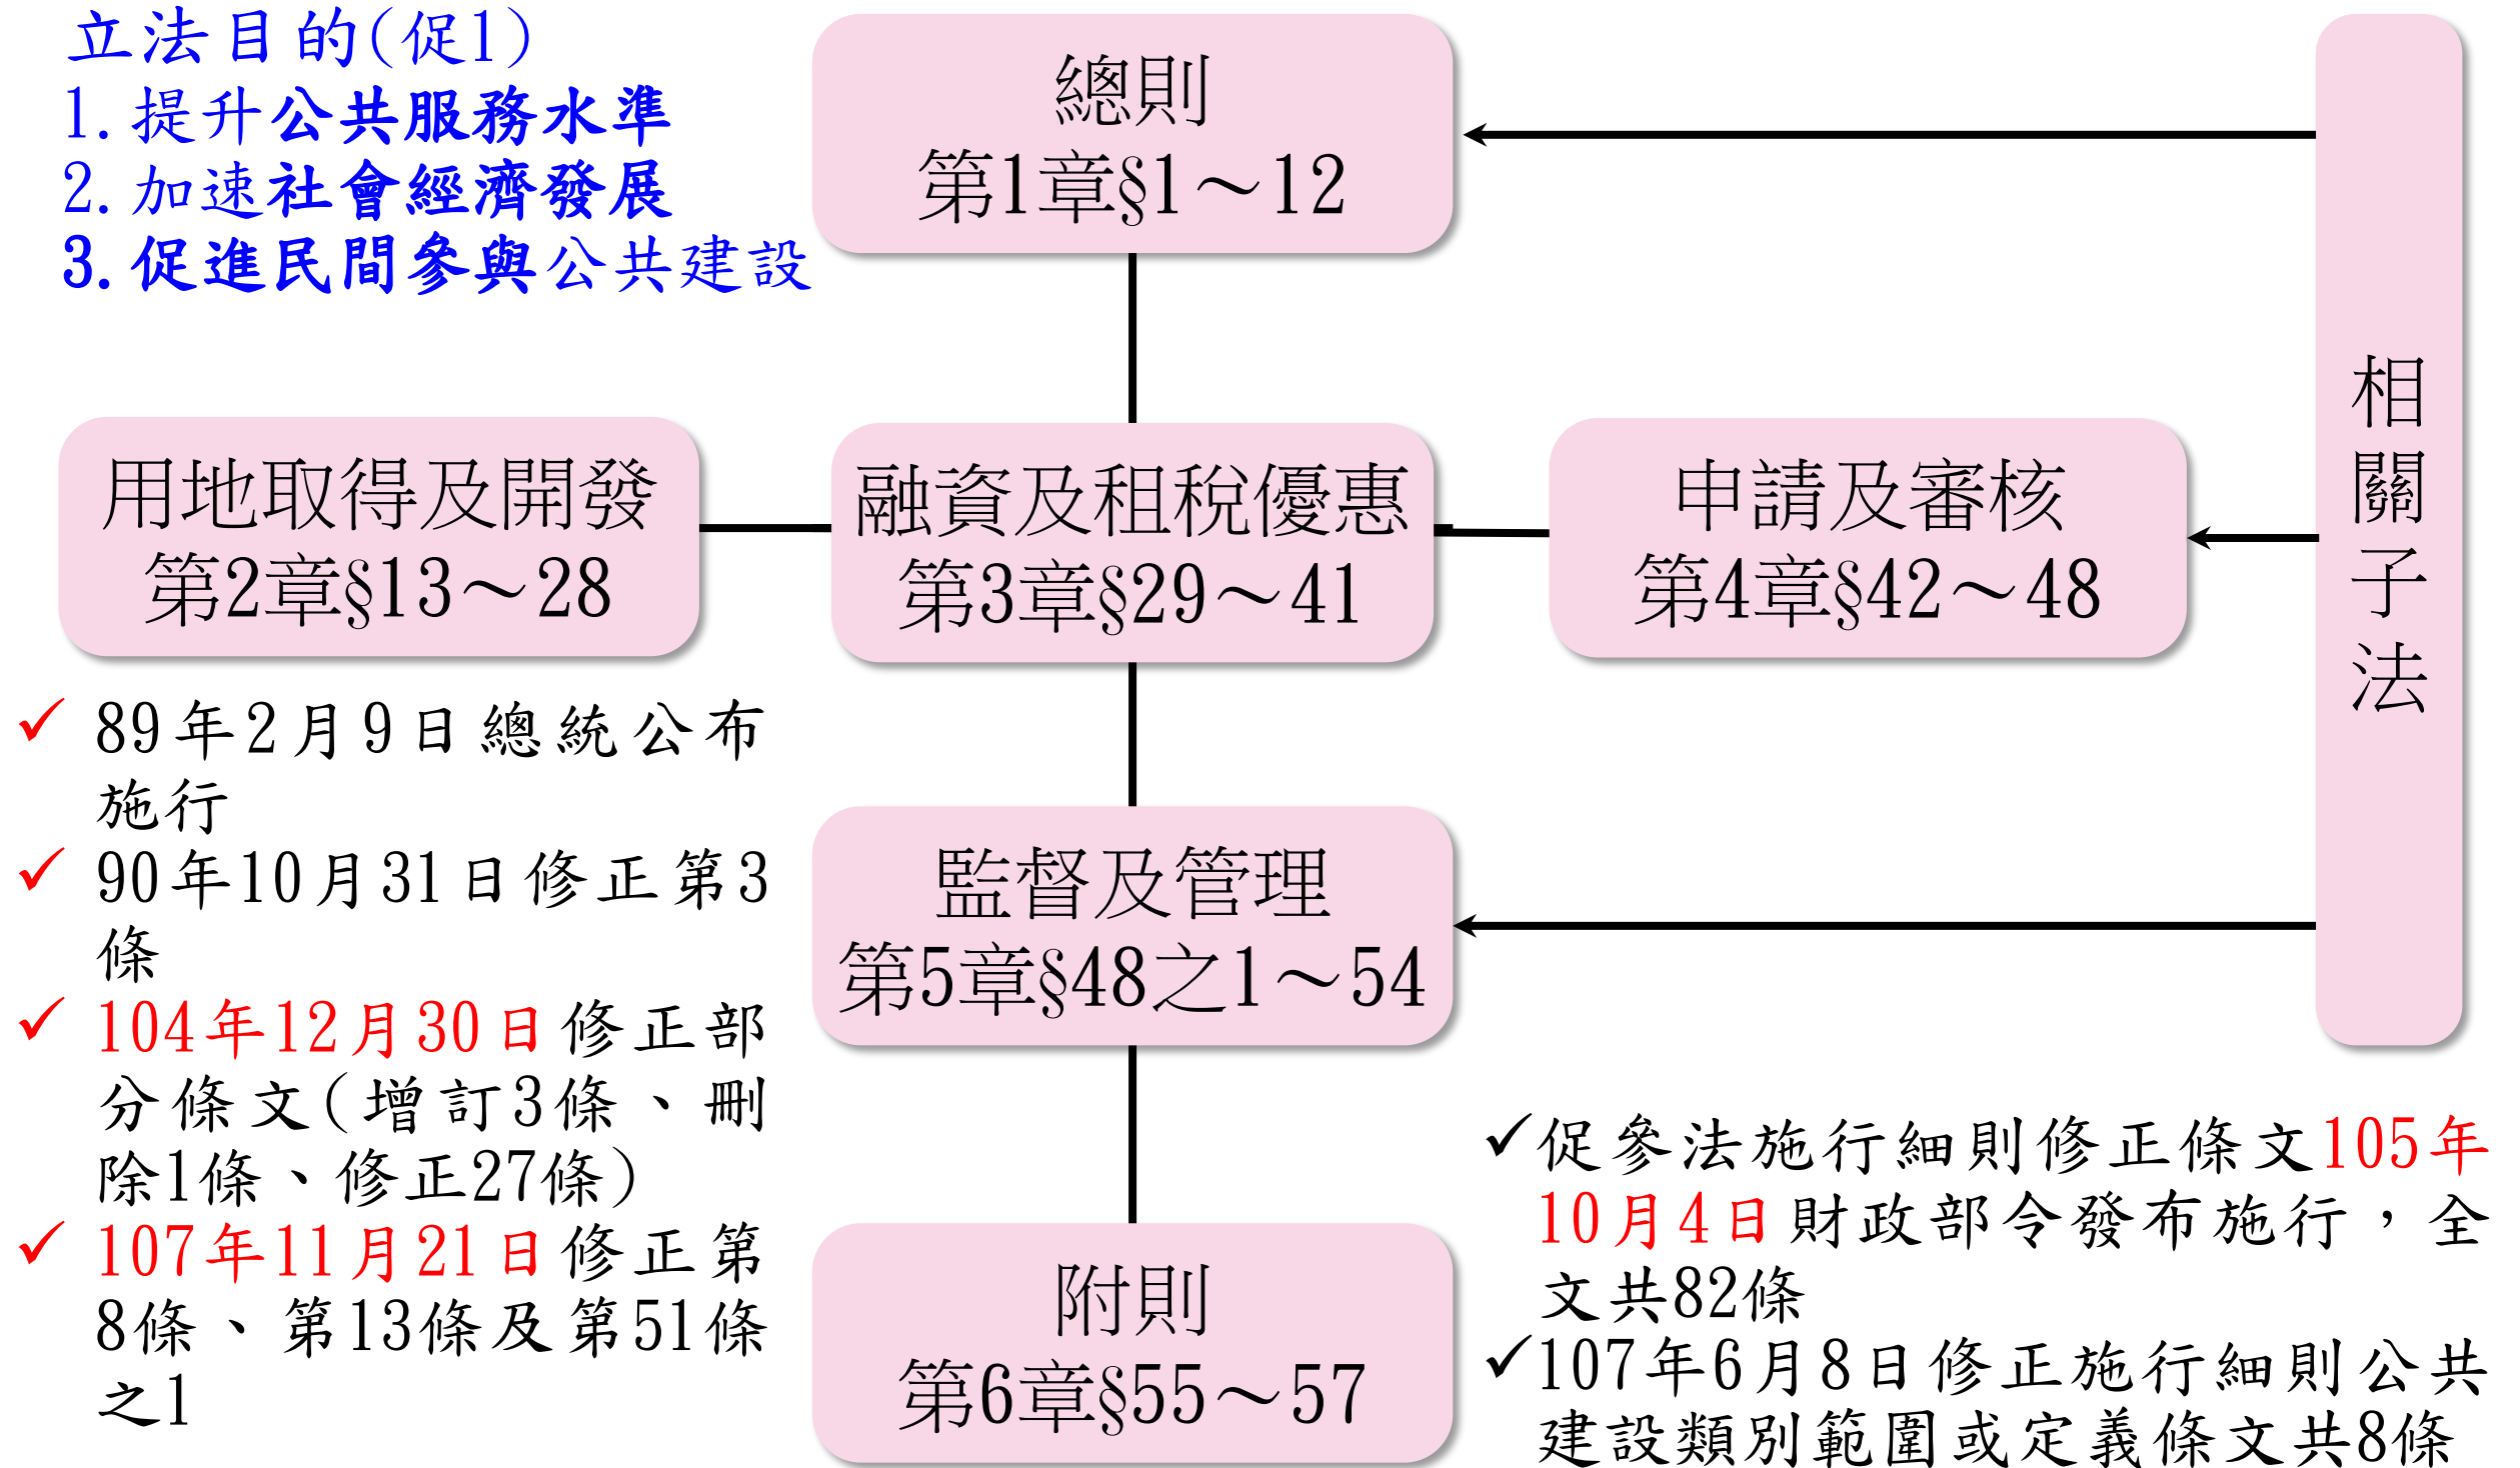 立法目的(促1)
1.提升公共服務水準
2.加速社會經濟發展
3.促進民間參與公共建設
總則
第1章§1～12
用地取得及開發
第2章§13～28
融資及租稅優惠
第3章§29～41
申請及審核
第4章§42～48
相
關
子
法
✓ 89年2月9日總統公布
施行
✓ 90年10月31日修正第3
條
✓ 104年12月30日修正部
分條文(增訂3條、刪
除1條、修正27條)
✓ 107年11月21日修正第
8條、第13條及第51條
之1
監督及管理
第5章§48之1～54
附則
第6章§55～57
✓促參法施行細則修正條文105年
10月4日財政部令發布施行，全
文共82條
✓107年6月8日修正施行細則公共
建設類別範圍或定義條文共8條